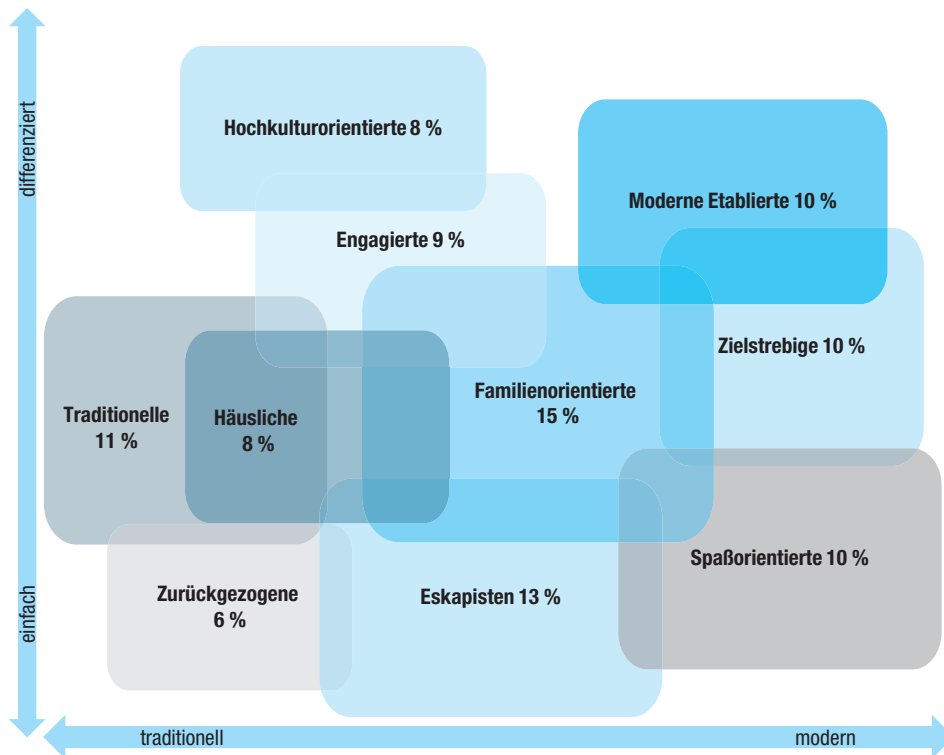 differenziert
Hochkulturorientierte 8 %
Moderne Etablierte 10 %
Engagierte 9 %
Zielstrebige 10 %
Familienorientierte
15 %
Traditionelle
11 %
Häusliche
8 %
Spaßorientierte 10 %
Zurückgezogene
6 %
Eskapisten 13 %
einfach
traditionell
modern